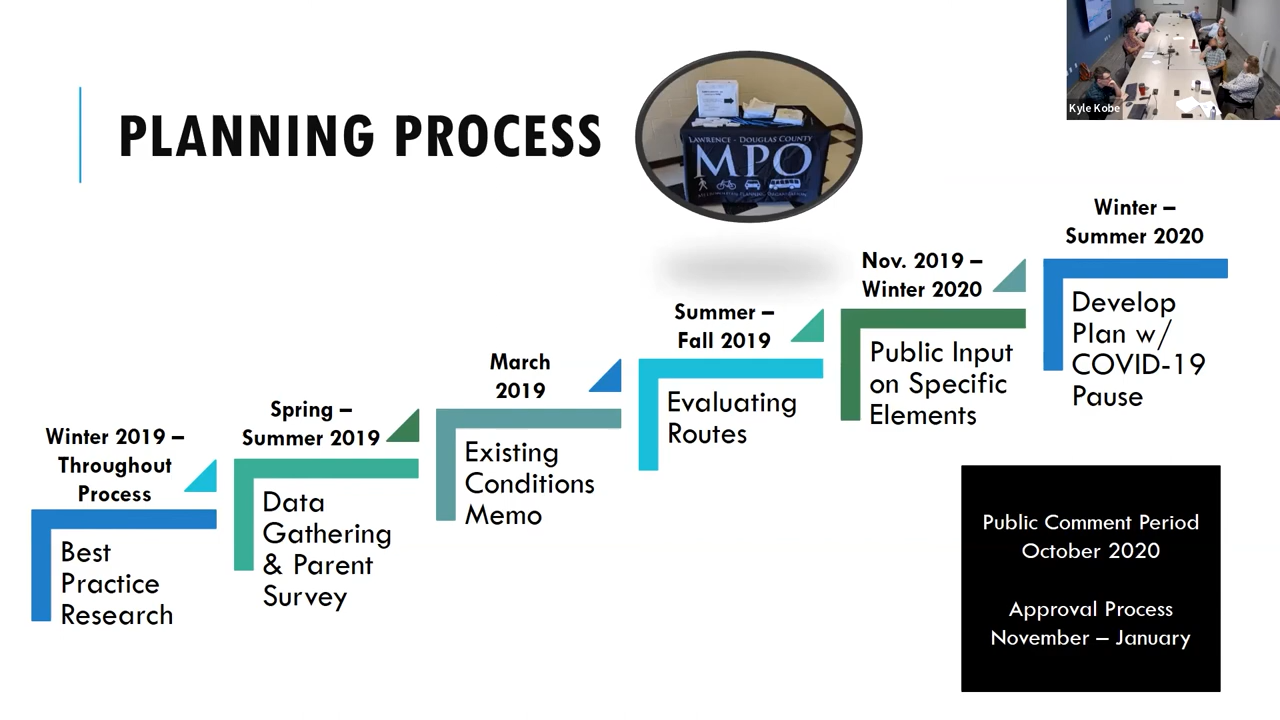 PLANNING PROCESS
LAWRENCE - DOUGLAS COUNTY
MPO
METROPOLITAN PLANNING ORGANIZATION
Kyle Kobe
Winter 2019 –
Throughout
Process
Best
Practice
Research
Spring –
Summer 2019
Data
Gathering
& Parent
Survey
March
2019
Existing
Conditions
Memo
Summer –
Fall 2019
Evaluating
Routes
Nov. 2019 –
Winter 2020
Public Input
on Specific
Elements
Winter –
Summer 2020
Develop
Plan w/
COVID-19
Pause
Public Comment Period
October 2020
Approval Process
November – January